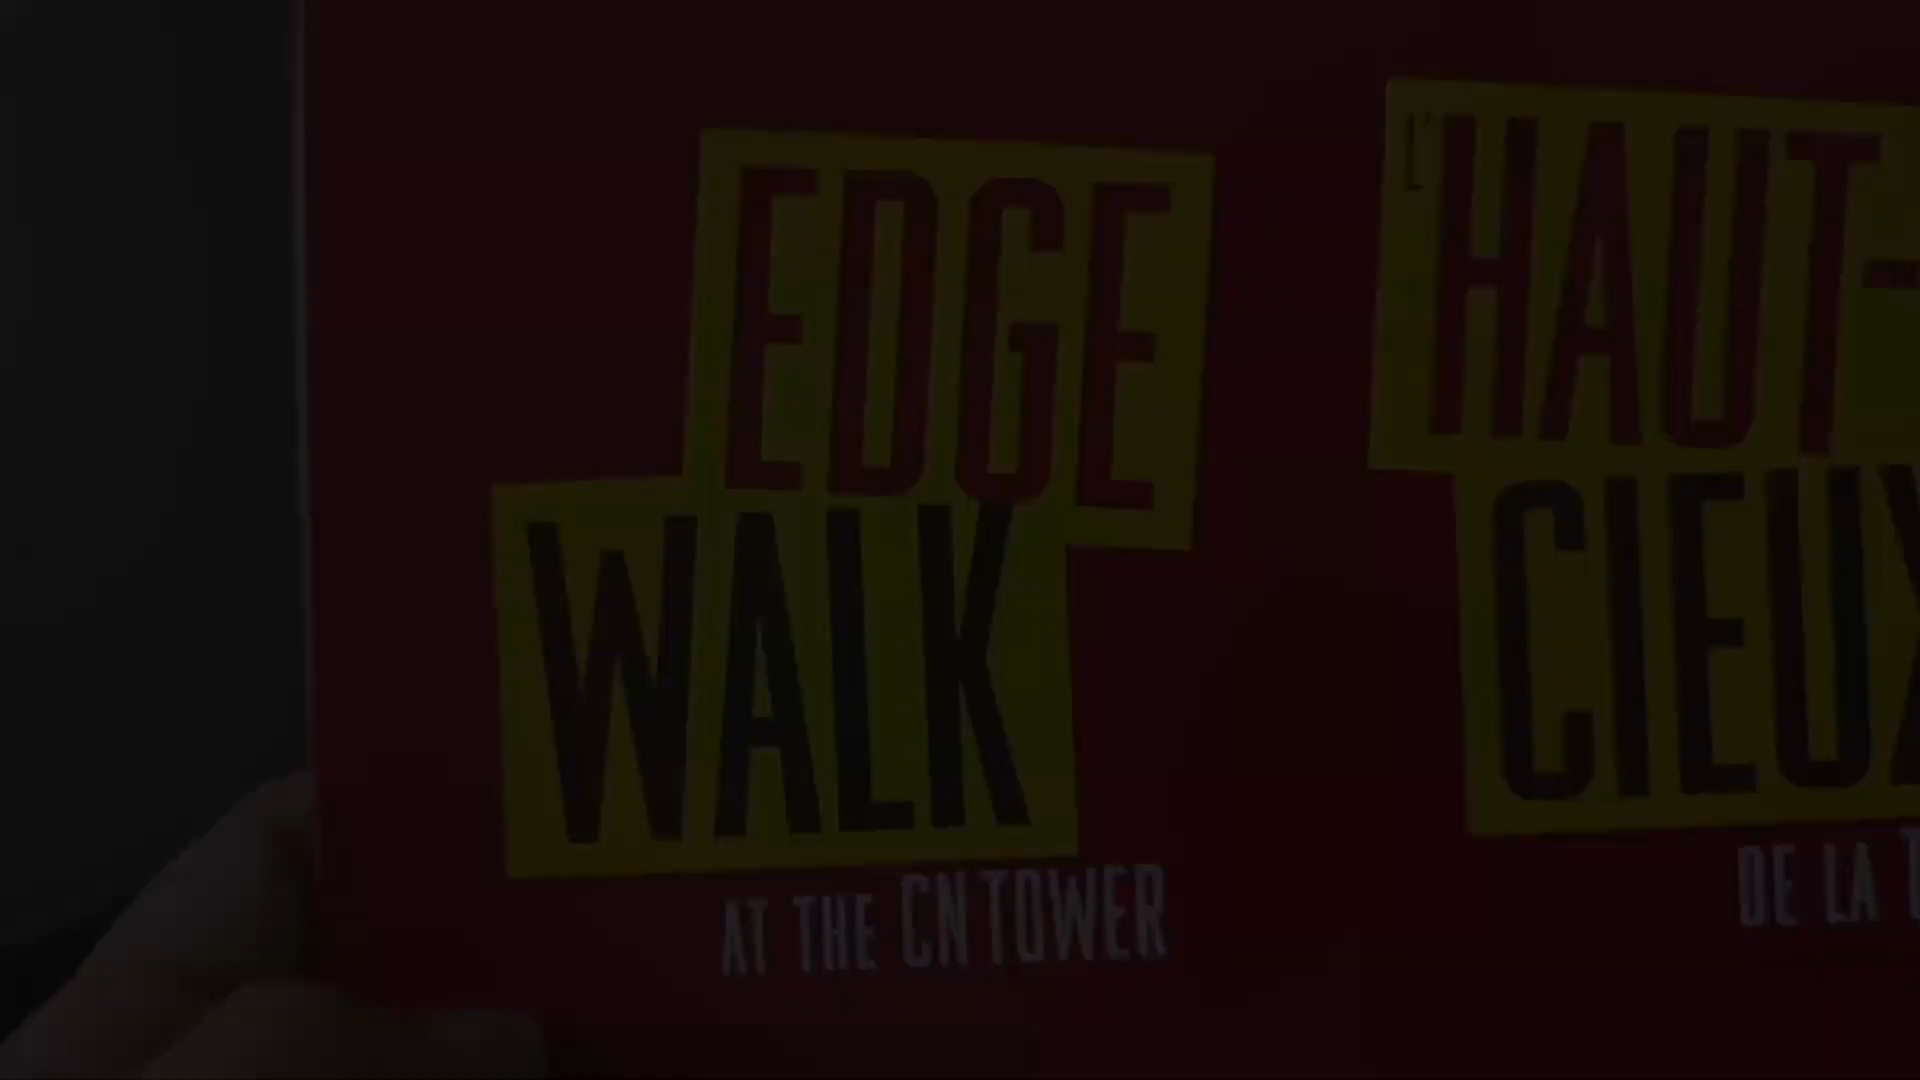 EDGE
WALK
AT THE CN TOWER
L'HAUT-
CIEUX
DE LA